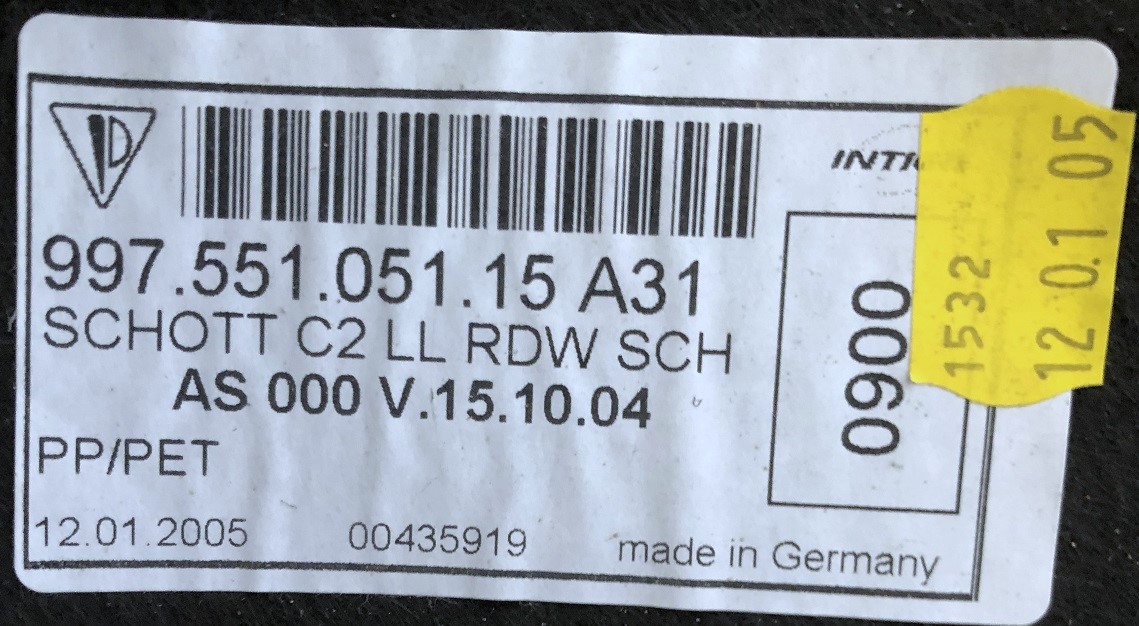 997.551.051.15 A31
SCHOTT C2 LL RDW SCH
AS 000 V.15.10.04
PP/PET
12.01.2005 00435919 made in Germany
0900
1532
12 01 05